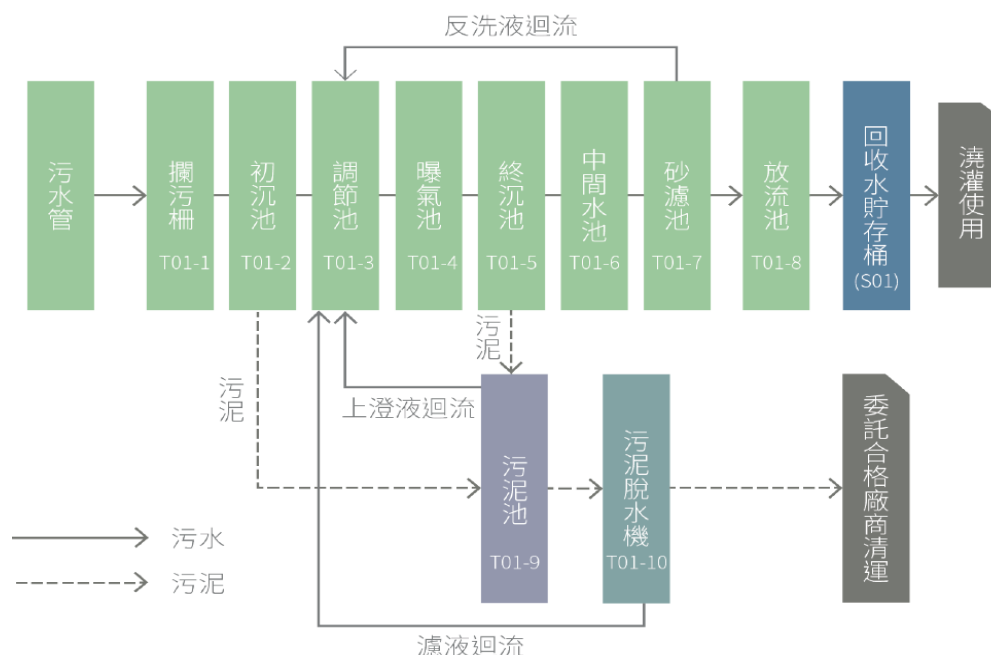 反洗液迴流
污水管
攔污柵
T01-1
初沉池
T01-2
調節池
T01-3
曝氣池
T01-4
終沉池
T01-5
中間水池
T01-6
砂濾池
T01-7
放流池
T01-8
回收水貯存桶
(S01)
澆灌使用
污泥
污泥
上澄液迴流
污泥池
T01-9
污泥脫水機
T01-10
委託合格廠商清運
污水
污泥
濾液迴流